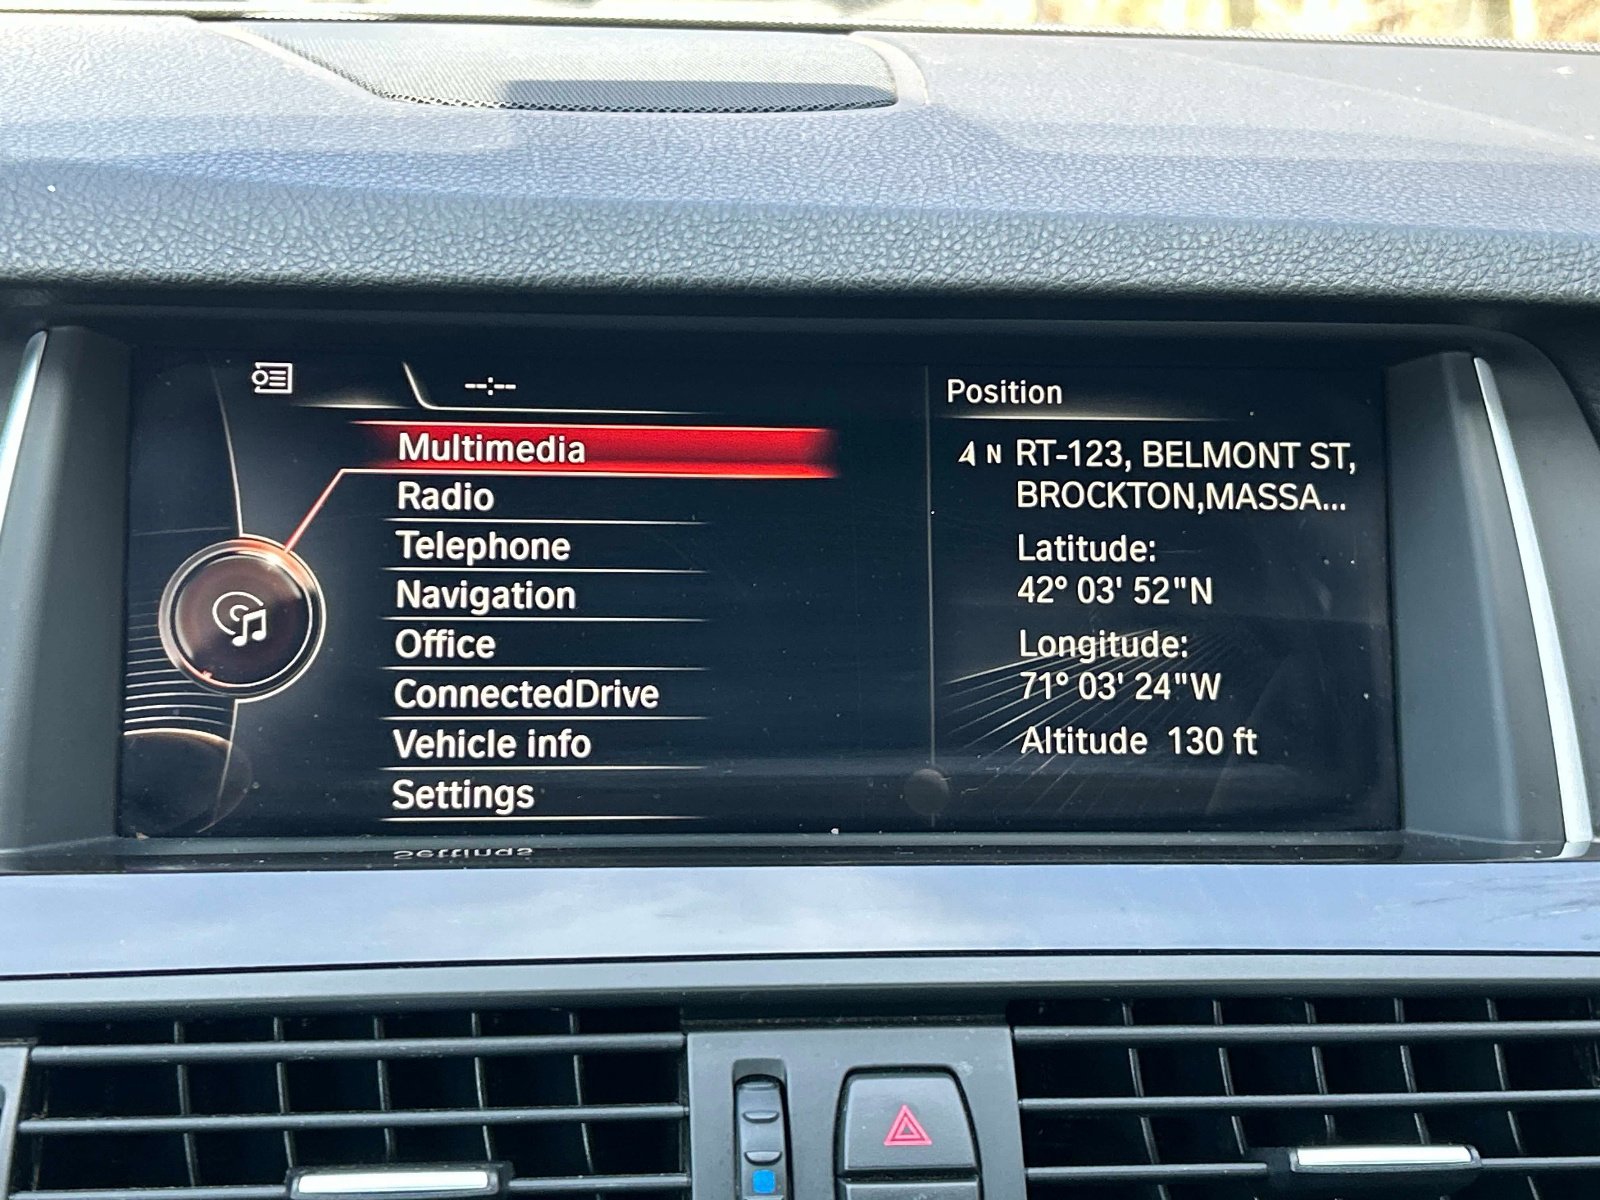 --:--
Multimedia
Radio
Telephone
Navigation
Office
ConnectedDrive
Vehicle info
Settings
Position
N RT-123, BELMONT ST,
BROCKTON,MASSA...
Latitude:
42° 03' 52"N
Longitude:
71° 03' 24"W
Altitude 130 ft